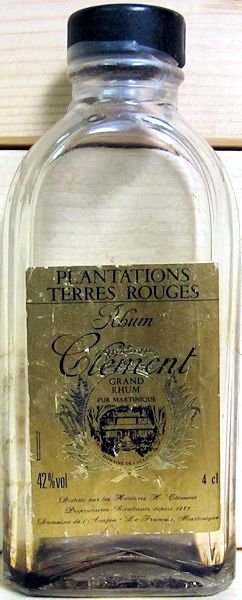 PLANTATIONS
TERRES ROUGES
Rhum
Clément
GRAND
RHUM
PUR MARTINIQUE
42% vol
4 cl
Distillé par les Héritiers H. Clément
Propriétaires-Récoltants depuis 1887
Domaine de l'Acajou - Le François, Martinique